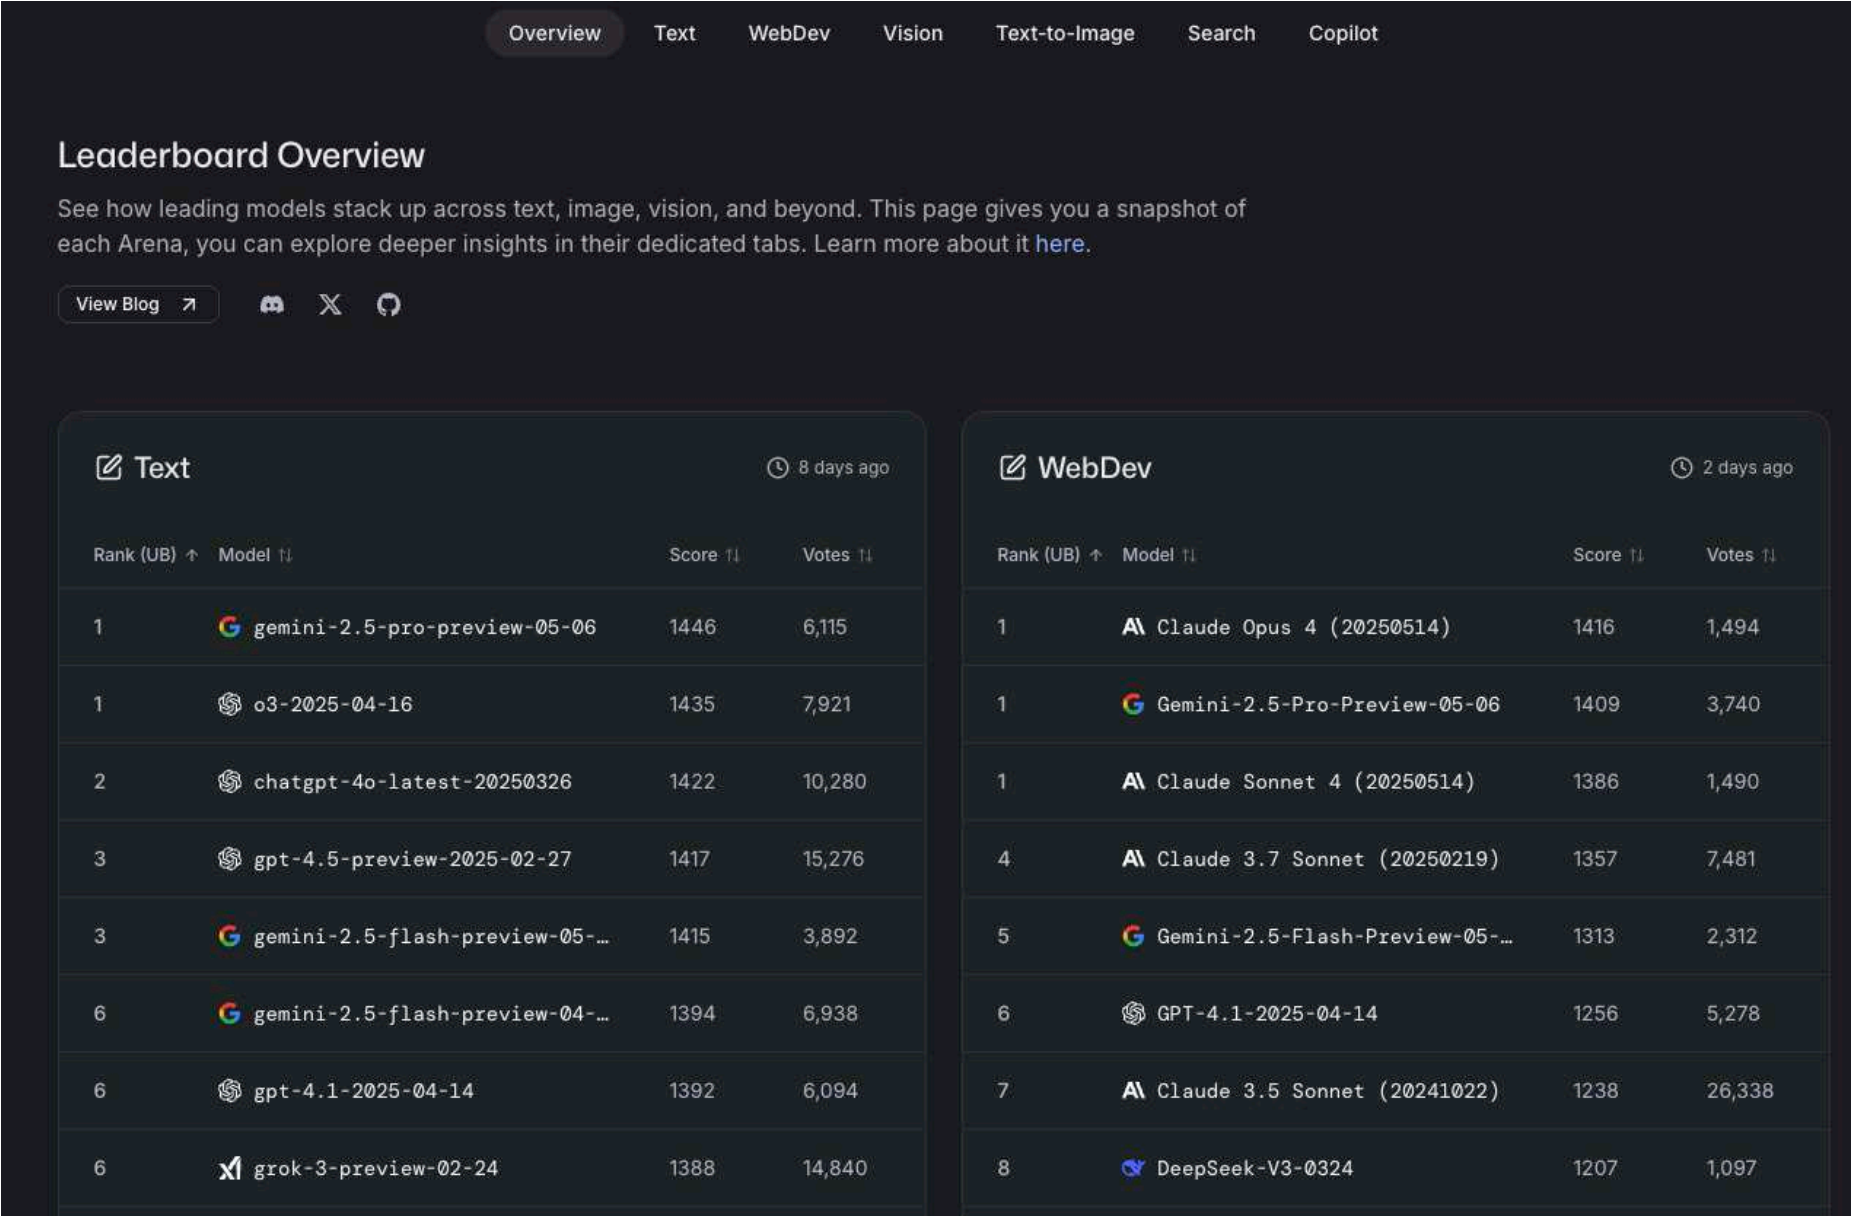 Overview Text WebDev Vision Text-to-Image Search Copilot
Leaderboard Overview
See how leading models stack up across text, image, vision, and beyond. This page gives you a snapshot of
each Arena, you can explore deeper insights in their dedicated tabs. Learn more about it here.
View Blog
Text 8 days ago
Rank (UB) Model Score Votes
1 gemini-2.5-pro-preview-05-06 1446 6,115
1 o3-2025-04-16 1435 7,921
2 chatgpt-4o-latest-20250326 1422 10,280
3 gpt-4.5-preview-2025-02-27 1417 15,276
3 gemini-2.5-flash-preview-05-… 1415 3,892
6 gemini-2.5-flash-preview-04-… 1394 6,938
6 gpt-4.1-2025-04-14 1392 6,094
6 grok-3-preview-02-24 1388 14,840
WebDev 2 days ago
Rank (UB) Model Score Votes
1 Claude Opus 4 (20250514) 1416 1,494
1 Gemini-2.5-Pro-Preview-05-06 1409 3,740
1 Claude Sonnet 4 (20250514) 1386 1,490
4 Claude 3.7 Sonnet (20250219) 1357 7,481
5 Gemini-2.5-Flash-Preview-05-… 1313 2,312
6 GPT-4.1-2025-04-14 1256 5,278
7 Claude 3.5 Sonnet (20241022) 1238 26,338
8 DeepSeek-V3-0324 1207 1,097